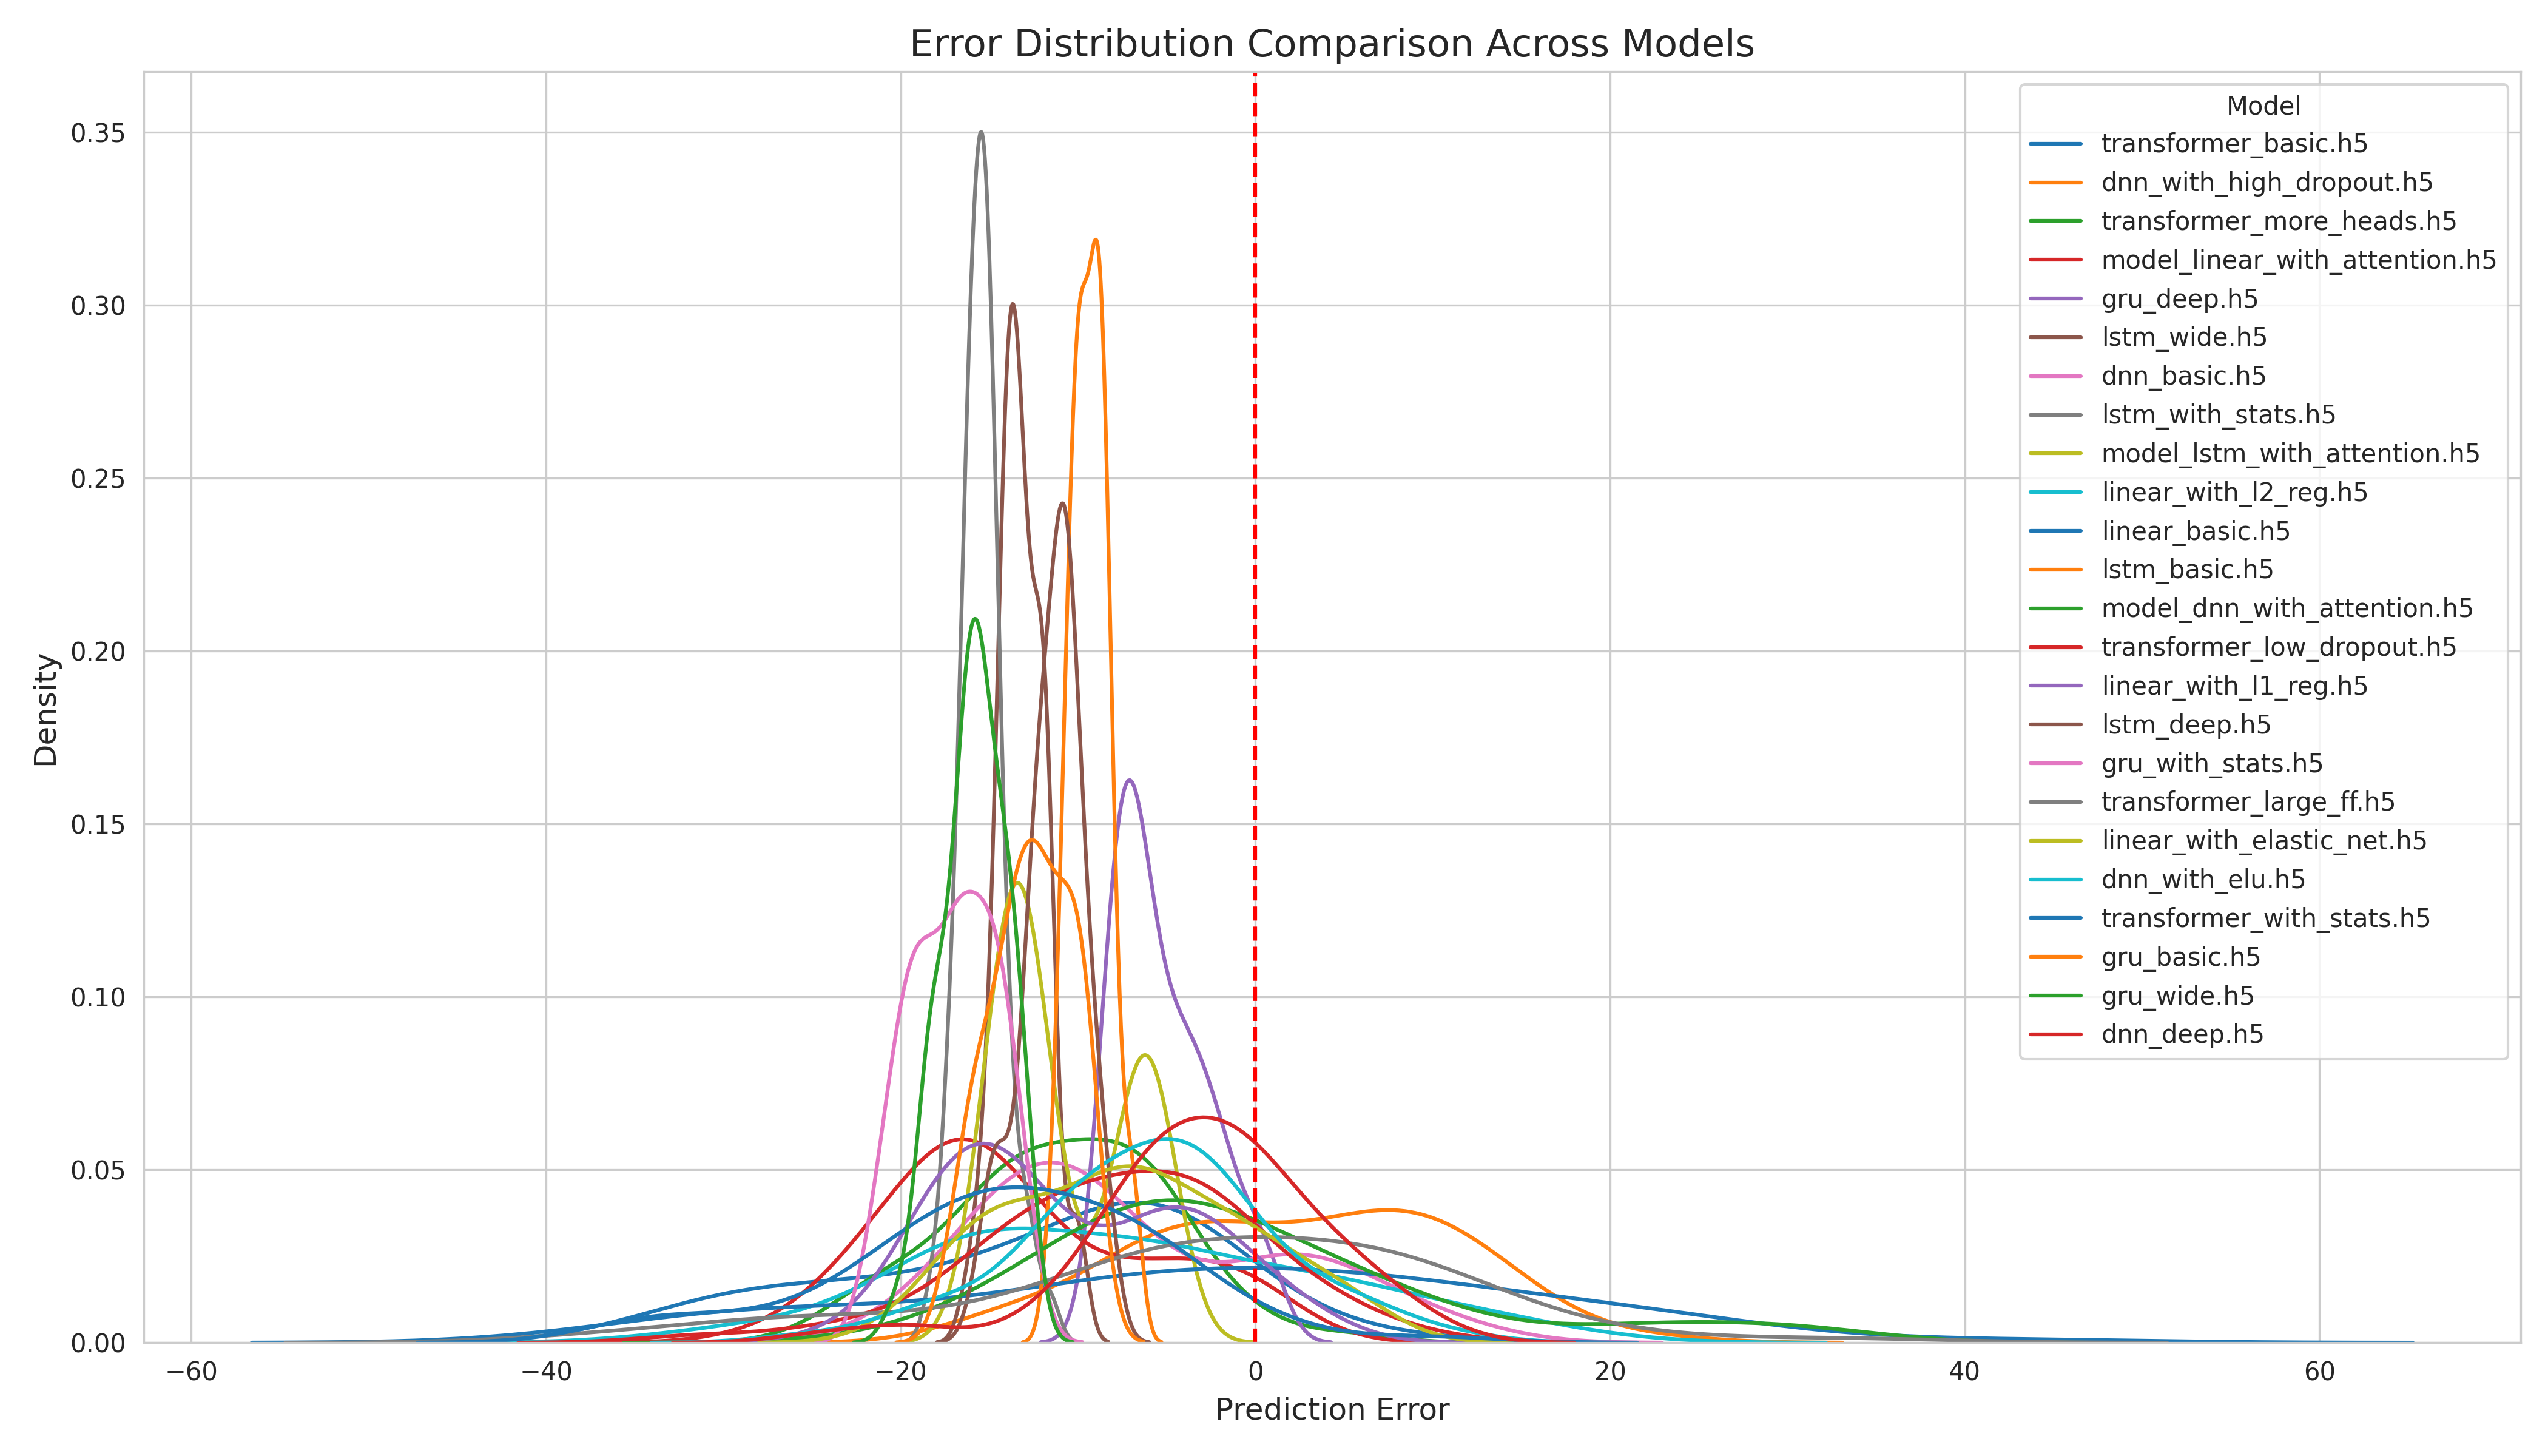 Error Distribution Comparison Across Models
Model
transformer_basic.h5
dnn_with_high_dropout.h5
transformer_more_heads.h5
model_linear_with_attention.h5
gru_deep.h5
lstm_wide.h5
dnn_basic.h5
lstm_with_stats.h5
model_lstm_with_attention.h5
linear_with_l2_reg.h5
linear_basic.h5
lstm_basic.h5
model_dnn_with_attention.h5
transformer_low_dropout.h5
linear_with_l1_reg.h5
lstm_deep.h5
gru_with_stats.h5
transformer_large_ff.h5
linear_with_elastic_net.h5
dnn_with_elu.h5
transformer_with_stats.h5
gru_basic.h5
gru_wide.h5
dnn_deep.h5
Density
0.35
0.30
0.25
0.20
0.15
0.10
0.05
0.00
−60 −40 −20 0 20 40 60
Prediction Error